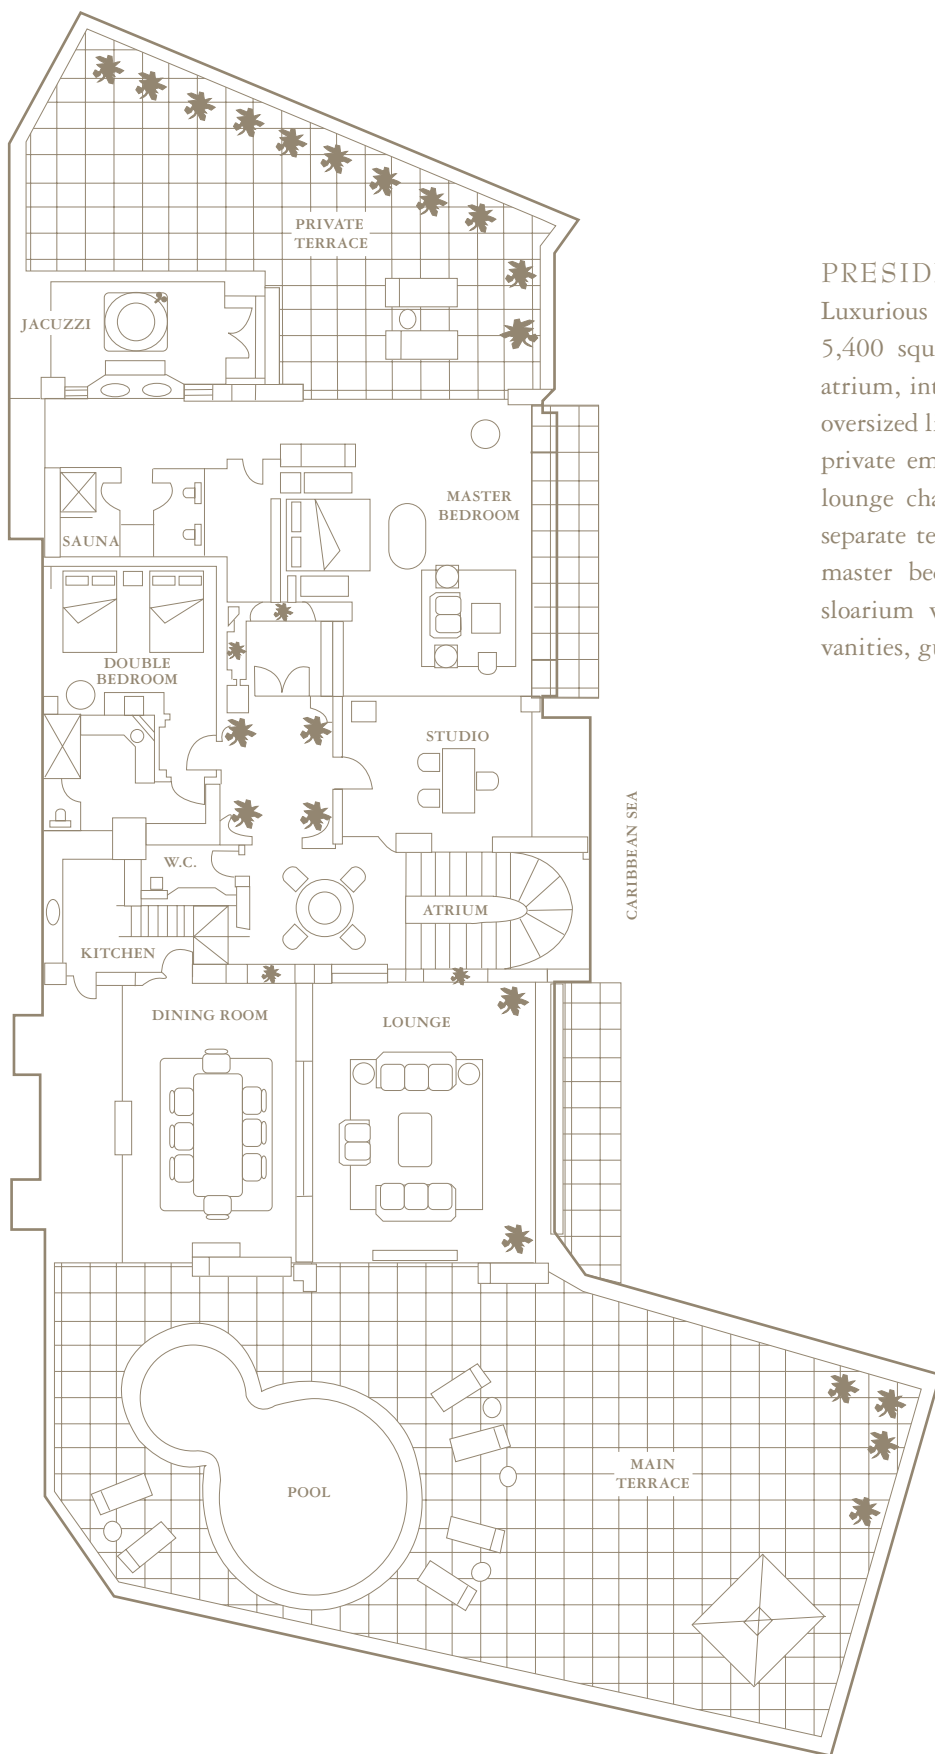 PRIVATE
TERRACE
JACUZZI
MASTER
BEDROOM
SAUNA
DOUBLE
BEDROOM
STUDIO
CARIBBEAN SEA
W.C.
ATRIUM
KITCHEN
DINING ROOM
LOUNGE
MAIN
TERRACE
POOL
PRESID
Luxurious
5,400 squ
atrium, int
oversized l
private em
lounge cha
separate te
master be
sloarium
vanities, gu